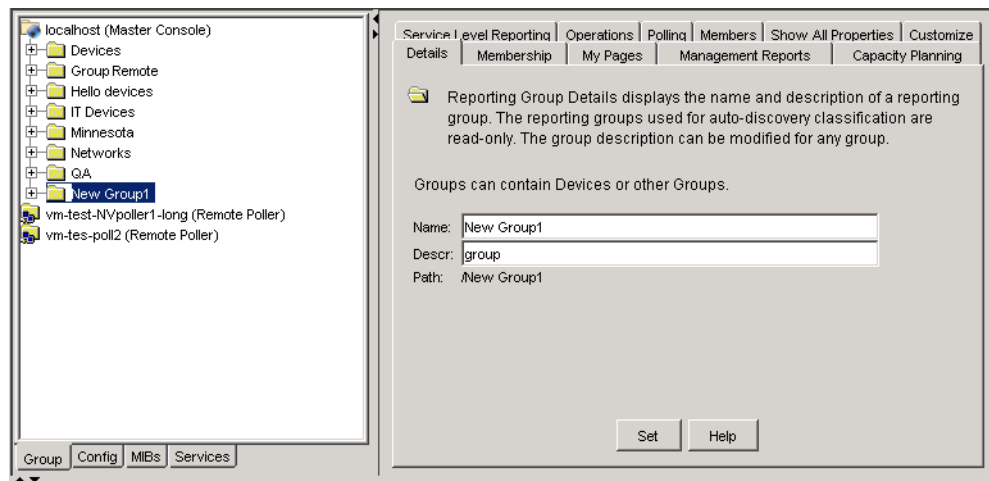 localhost (Master Console)
Devices
Group Remote
Hello devices
IT Devices
Minnesota
Networks
QA
New Group1
vm-test-NVpoller1-long (Remote Poller)
vm-tes-poll2 (Remote Poller)
Group Config MIBs Services
Service Level Reporting Operations Polling Members Show All Properties Customize
Details Membership My Pages Management Reports Capacity Planning
Reporting Group Details displays the name and description of a reporting
group. The reporting groups used for auto-discovery classification are
read-only. The group description can be modified for any group.
Groups can contain Devices or other Groups.
Name: New Group1
Descr: group
Path: /New Group1
Set Help